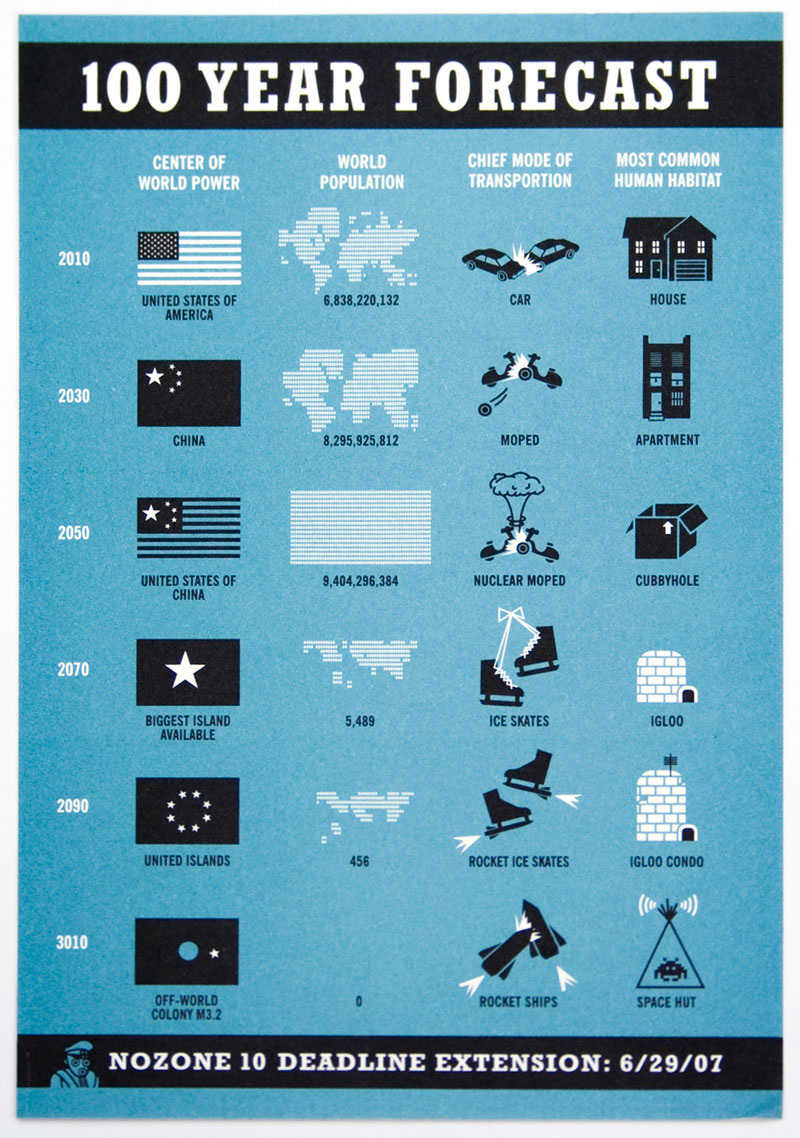 100 YEAR FORECAST
CENTER OF
WORLD POWER
WORLD
POPULATION
CHIEF MODE OF
TRANSPORTION
MOST COMMON
HUMAN HABITAT
2010
UNITED STATES OF
AMERICA
6,838,220,132
CAR
HOUSE
2030
CHINA
8,295,925,812
MOPED
APARTMENT
2050
UNITED STATES OF
CHINA
9,404,296,384
NUCLEAR MOPED
CUBBYHOLE
2070
BIGGEST ISLAND
AVAILABLE
5,489
ICE SKATES
IGLOO
2090
UNITED ISLANDS
456
ROCKET ICE SKATES
IGLOO CONDO
3010
OFF-WORLD
COLONY M3.2
0
ROCKET SHIPS
SPACE HUT
NOZONE 10 DEADLINE EXTENSION: 6/29/07